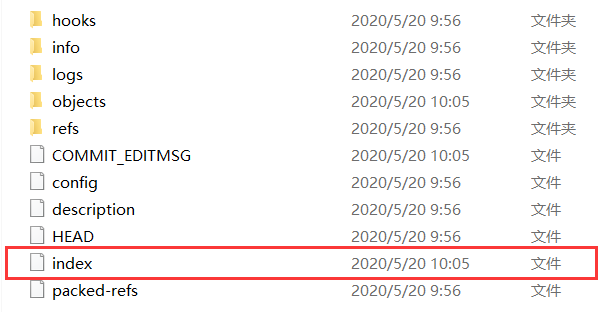 hooks 2020/5/20 9:56 文件夹
info 2020/5/20 9:56 文件夹
logs 2020/5/20 9:56 文件夹
objects 2020/5/20 10:05 文件夹
refs 2020/5/20 9:56 文件夹
COMMIT_EDITMSG 2020/5/20 10:05 文件
config 2020/5/20 9:56 文件
description 2020/5/20 9:56 文件
HEAD 2020/5/20 9:56 文件
index 2020/5/20 10:05 文件
packed-refs 2020/5/20 9:56 文件